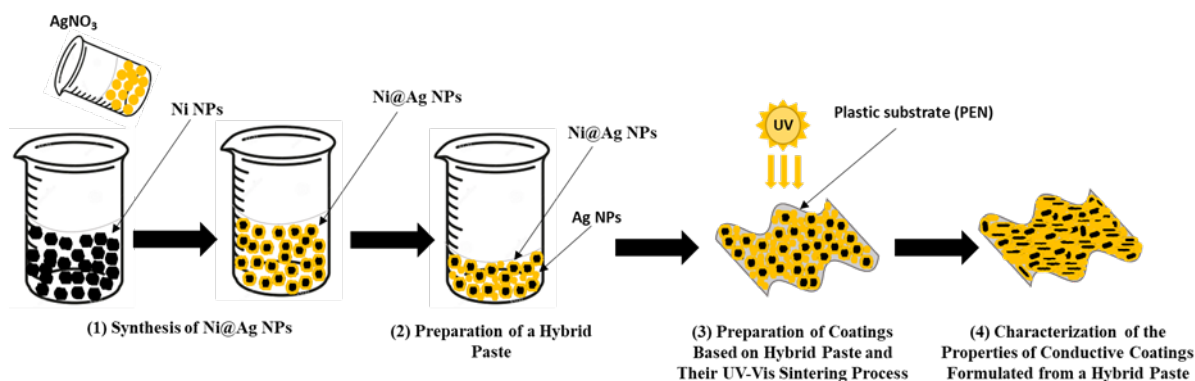 AgNO₃
Ni NPs
Ni@Ag NPs
Ni@Ag NPs
Ag NPs
UV
Plastic substrate (PEN)
(1) Synthesis of Ni@Ag NPs
(2) Preparation of a Hybrid
Paste
(3) Preparation of Coatings
Based on Hybrid Paste and
Their UV-Vis Sintering Process
(4) Characterization of the
Properties of Conductive Coatings
Formulated from a Hybrid Paste